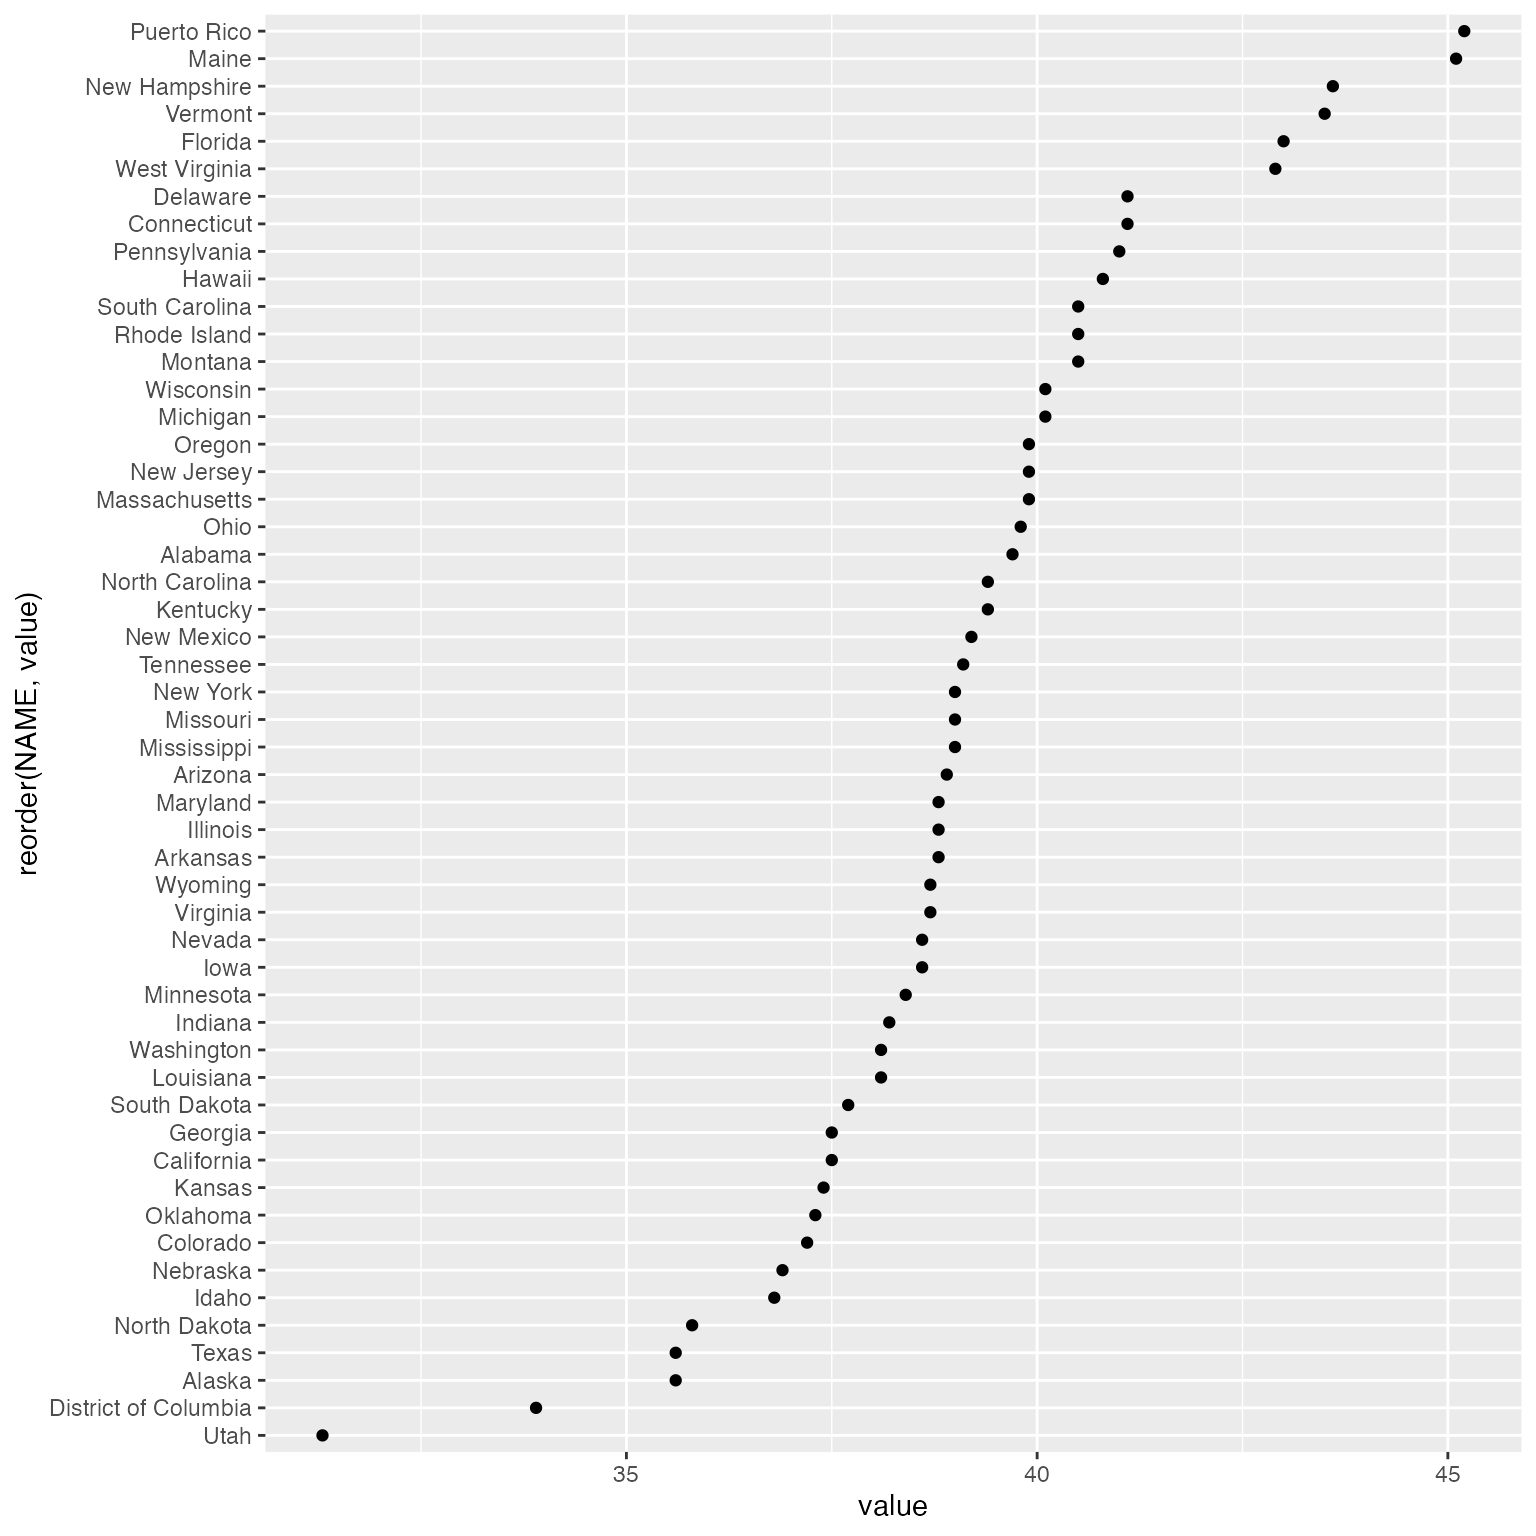 Puerto Rico
Maine
New Hampshire
Vermont
Florida
West Virginia
Delaware
Connecticut
Pennsylvania
Hawaii
South Carolina
Rhode Island
Montana
Wisconsin
Michigan
Oregon
New Jersey
Massachusetts
Ohio
Alabama
North Carolina
Kentucky
New Mexico
Tennessee
New York
Missouri
Mississippi
Arizona
Maryland
Illinois
Arkansas
Wyoming
Virginia
Nevada
Iowa
Minnesota
Indiana
Washington
Louisiana
South Dakota
Georgia
California
Kansas
Oklahoma
Colorado
Nebraska
Idaho
North Dakota
Texas
Alaska
District of Columbia
Utah
reorder(NAME, value)
35 40 45
value